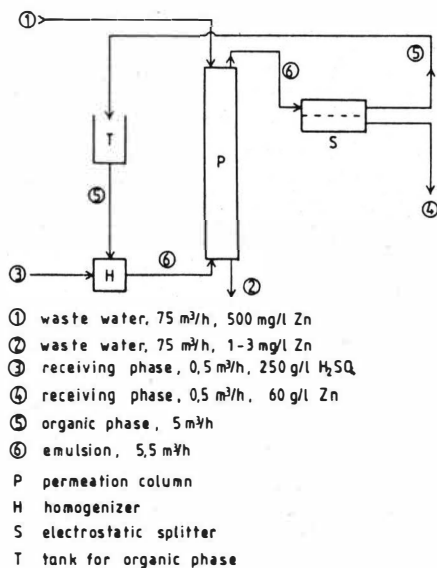 ①
⑤
⑥
T
P
S
⑤
④
③
H
⑥
②
① waste water, 75 m³/h, 500 mg/l Zn
② waste water, 75 m³/h, 1-3 mg/l Zn
③ receiving phase, 0,5 m³/h, 250 g/l H₂SO₄
④ receiving phase, 0,5 m³/h, 60 g/l Zn
⑤ organic phase, 5 m³/h
⑥ emulsion, 5,5 m³/h
P permeation column
H homogenizer
S electrostatic splitter
T tank for organic phase